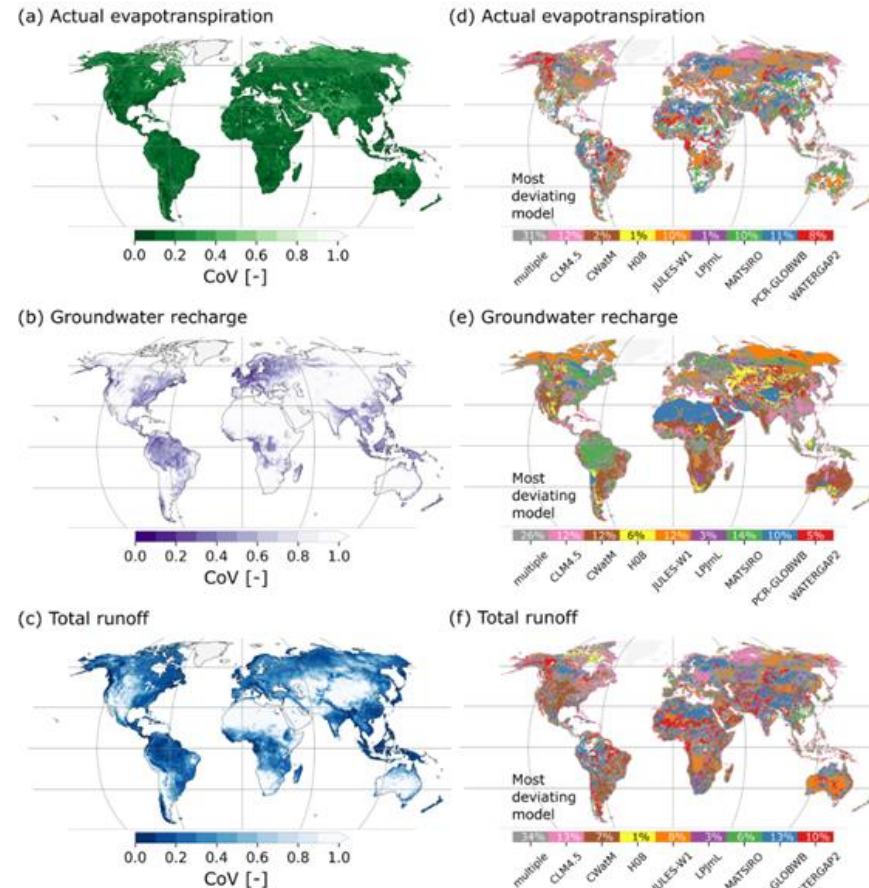 (a) Actual evapotranspiration
0.0 0.2 0.4 0.6 0.8 1.0
CoV [-]
(d) Actual evapotranspiration
Most
deviating
model
31% 12% 2% 1% 10% 1% 10% 11% 8%
multiple CLM4.5 CWatM H08 JULES-W1 LPJmL MATSIRO PCR-GLOBWB WATERGAP2
(b) Groundwater recharge
0.0 0.2 0.4 0.6 0.8 1.0
CoV [-]
(e) Groundwater recharge
Most
deviating
model
26% 12% 12% 6% 12% 3% 14% 10% 5%
multiple CLM4.5 CWatM H08 JULES-W1 LPJmL MATSIRO PCR-GLOBWB WATERGAP2
(c) Total runoff
0.0 0.2 0.4 0.6 0.8 1.0
CoV [-]
(f) Total runoff
Most
deviating
model
34% 13% 7% 1% 8% 3% 6% 13% 10%
multiple CLM4.5 CWatM H08 JULES-W1 LPJmL MATSIRO GLOBWB WATERGAP2